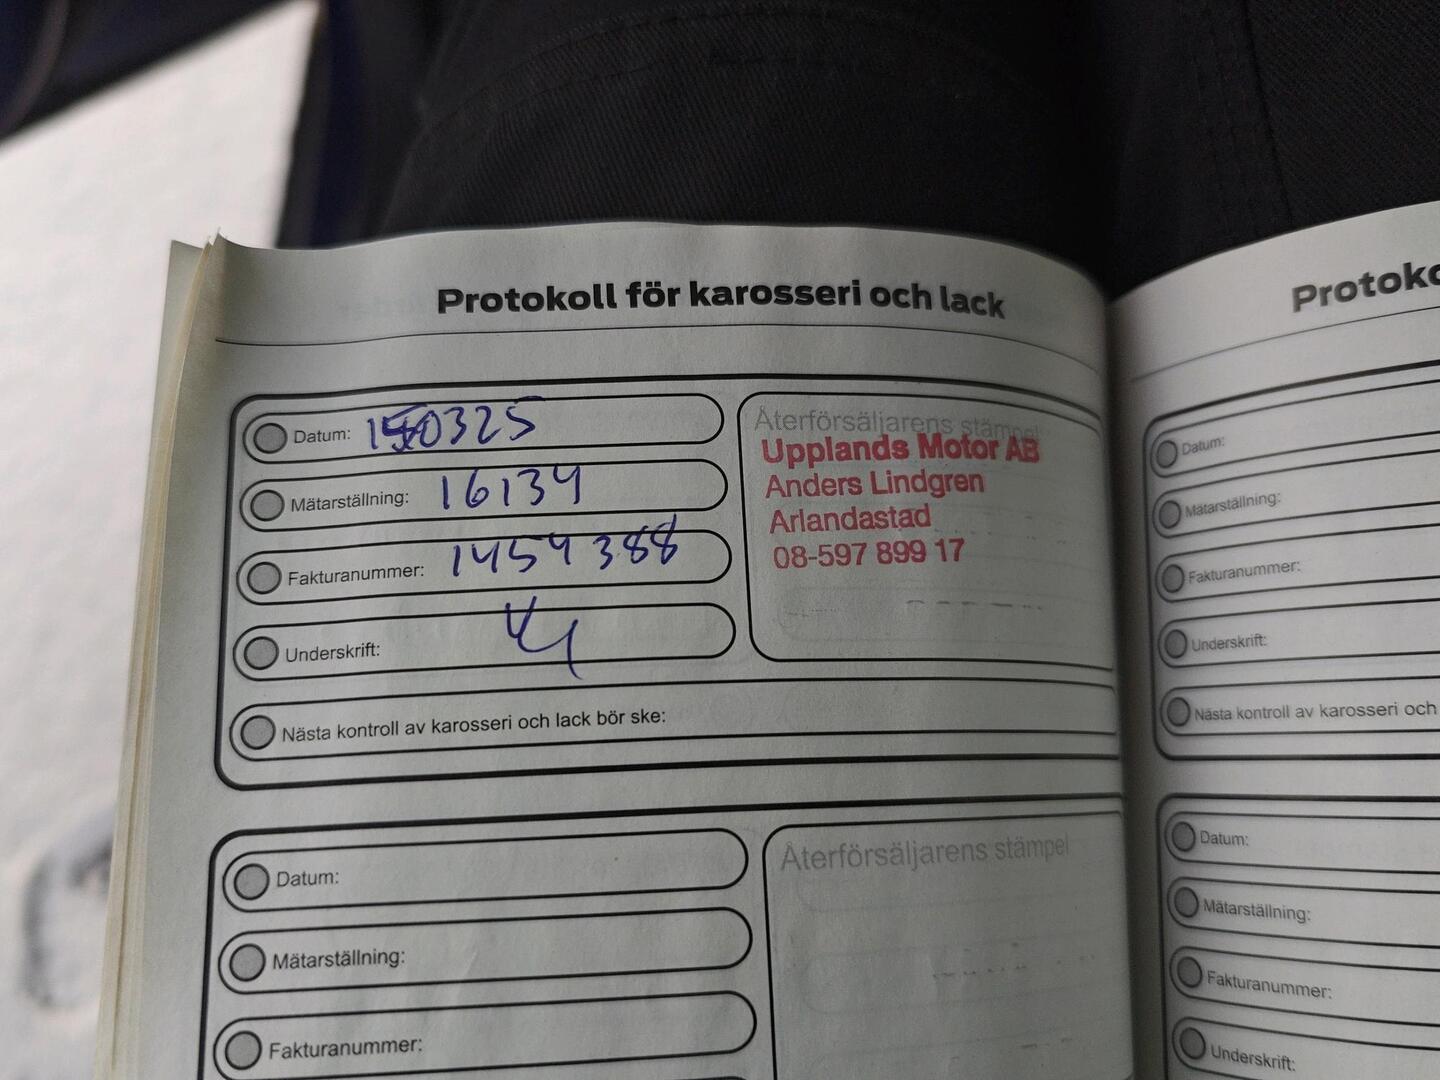 Protokoll för karosseri och lack
Datum: 150325
Mätarställning: 16134
Fakturanummer: 1454388
Underskrift:
Nästa kontroll av karosseri och lack bör ske:
Återförsäljarens stämpel
Upplands Motor AB
Anders Lindgren
Arlandastad
08-597 899 17
Datum:
Mätarställning:
Fakturanummer:
Återförsäljarens stämpel
Datum:
Mätarställning:
Fakturanummer:
Underskrift:
Nästa kontroll av karosseri och
Datum:
Mätarställning:
Fakturanummer:
Underskrift: